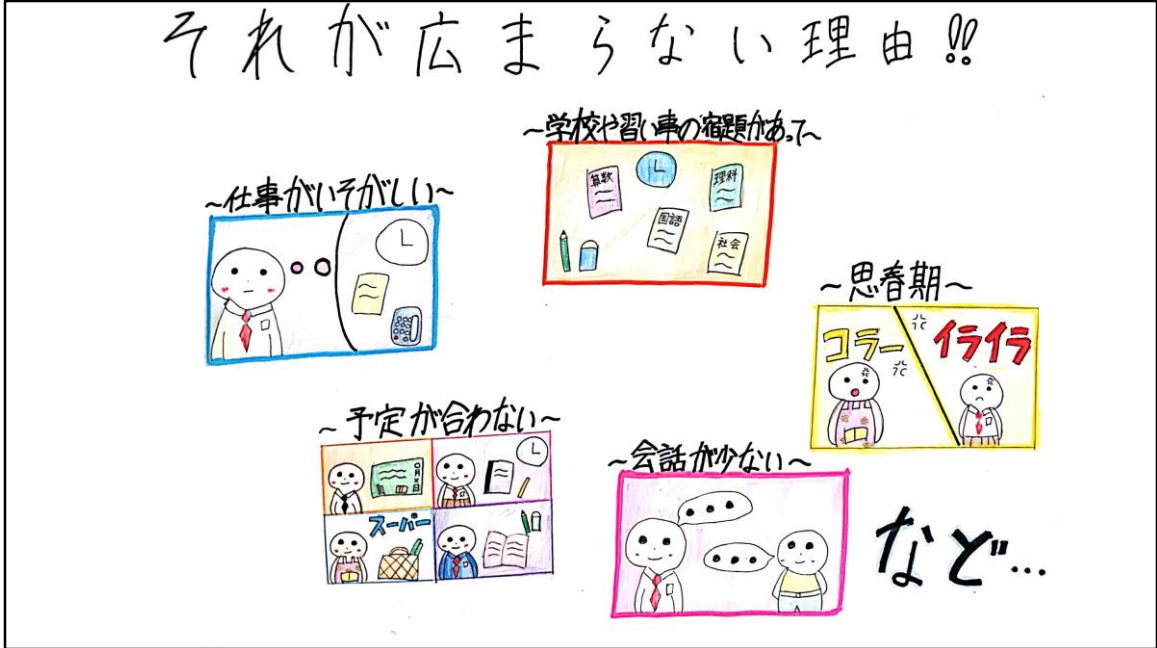 それが広まらない理由!!
~学校や習い事の宿題があって~
算数
理科
国語
社会
~仕事がいそがしい~
~思春期~
コラー
イライラ
~予定が合わない~
○月×日
スーパー
~会話が少ない~
など…